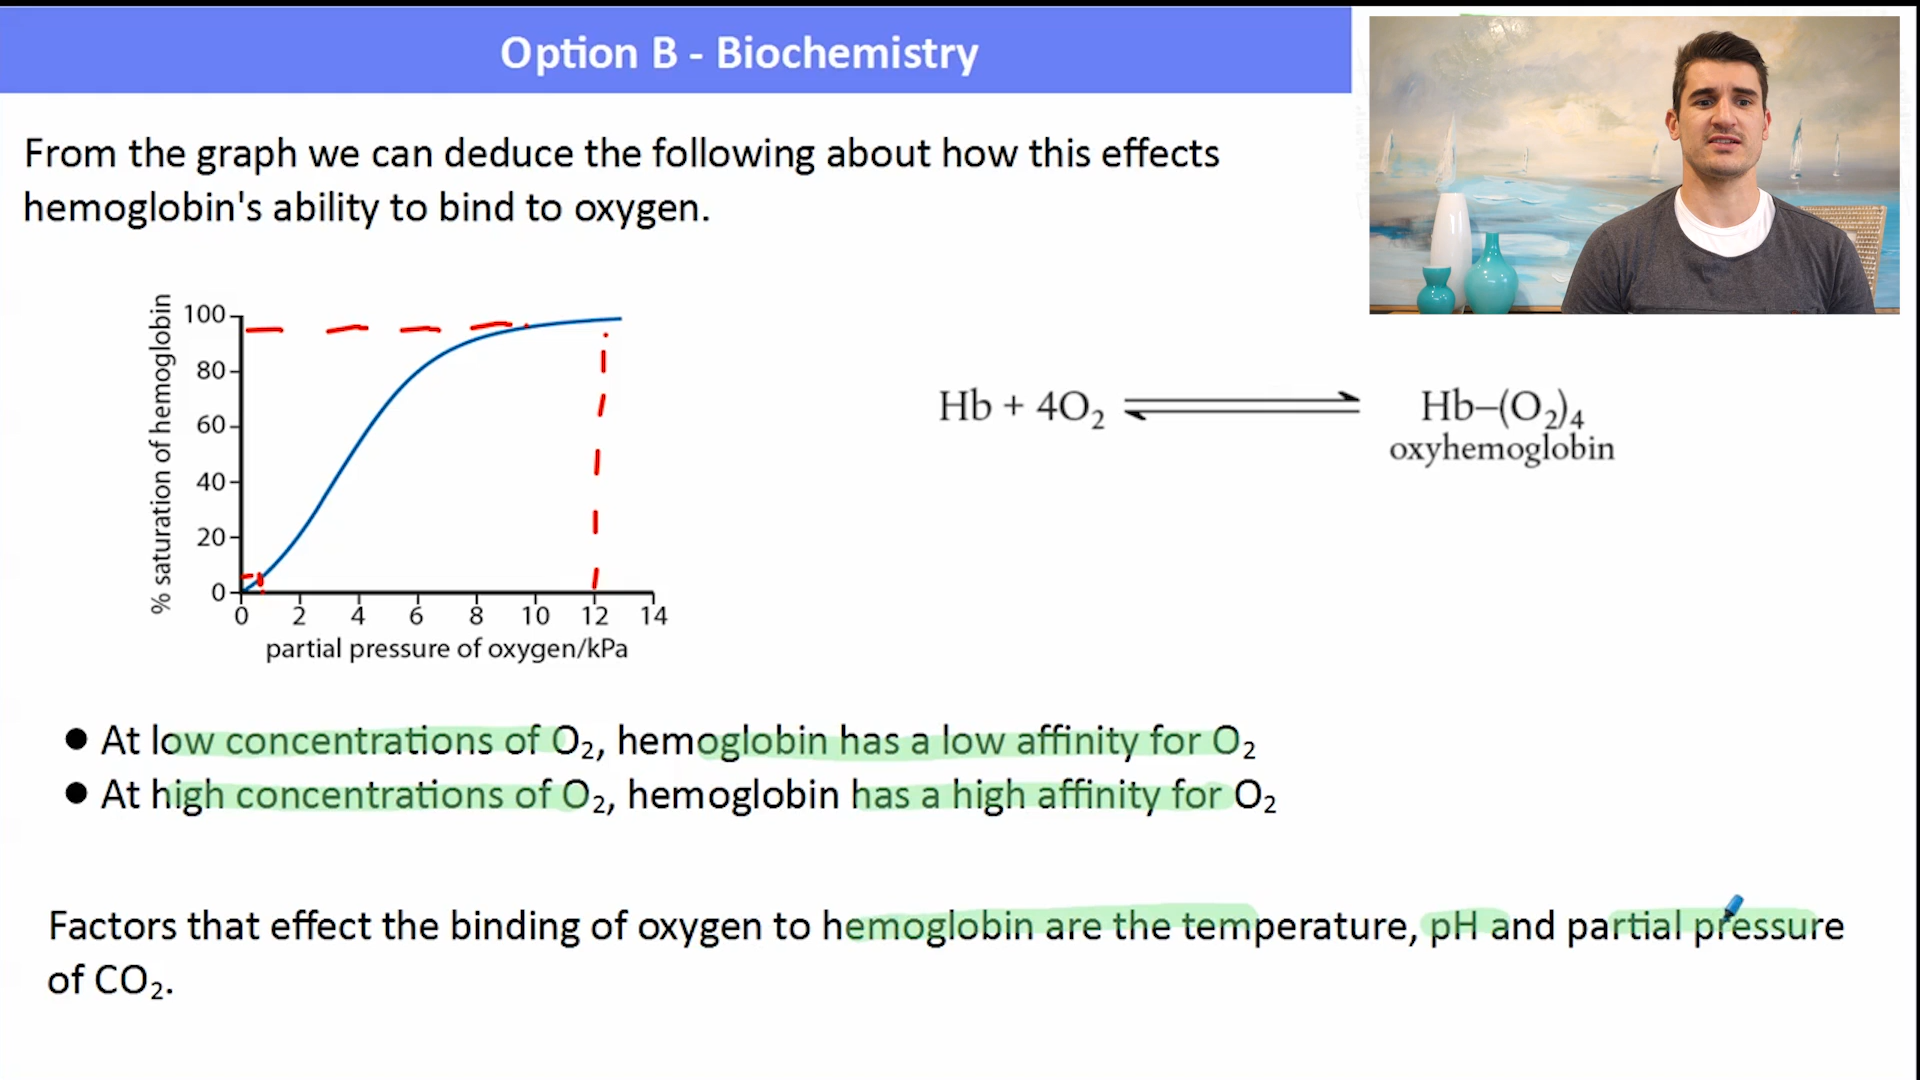 Option B - Biochemistry
From the graph we can deduce the following about how this effects
hemoglobin's ability to bind to oxygen.
% saturation of hemoglobin
100
80
60
40
20
0
0 2 4 6 8 10 12 14
partial pressure of oxygen/kPa
Hb + 4O₂ ⇌ Hb–(O₂)₄
oxyhemoglobin
● At low concentrations of O₂, hemoglobin has a low affinity for O₂
● At high concentrations of O₂, hemoglobin has a high affinity for O₂
Factors that effect the binding of oxygen to hemoglobin are the temperature, pH and partial pressure
of CO₂.